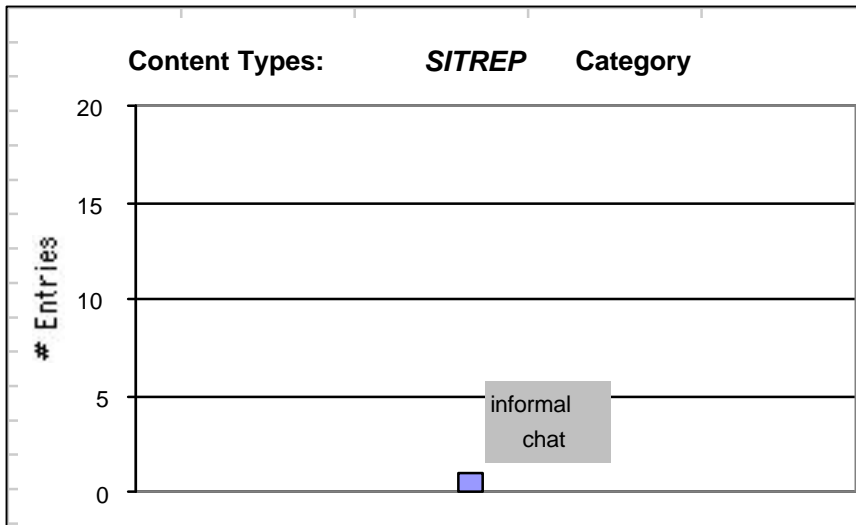 Content Types: SITREP Category
20
15
10
5
0
# Entries
informal
chat